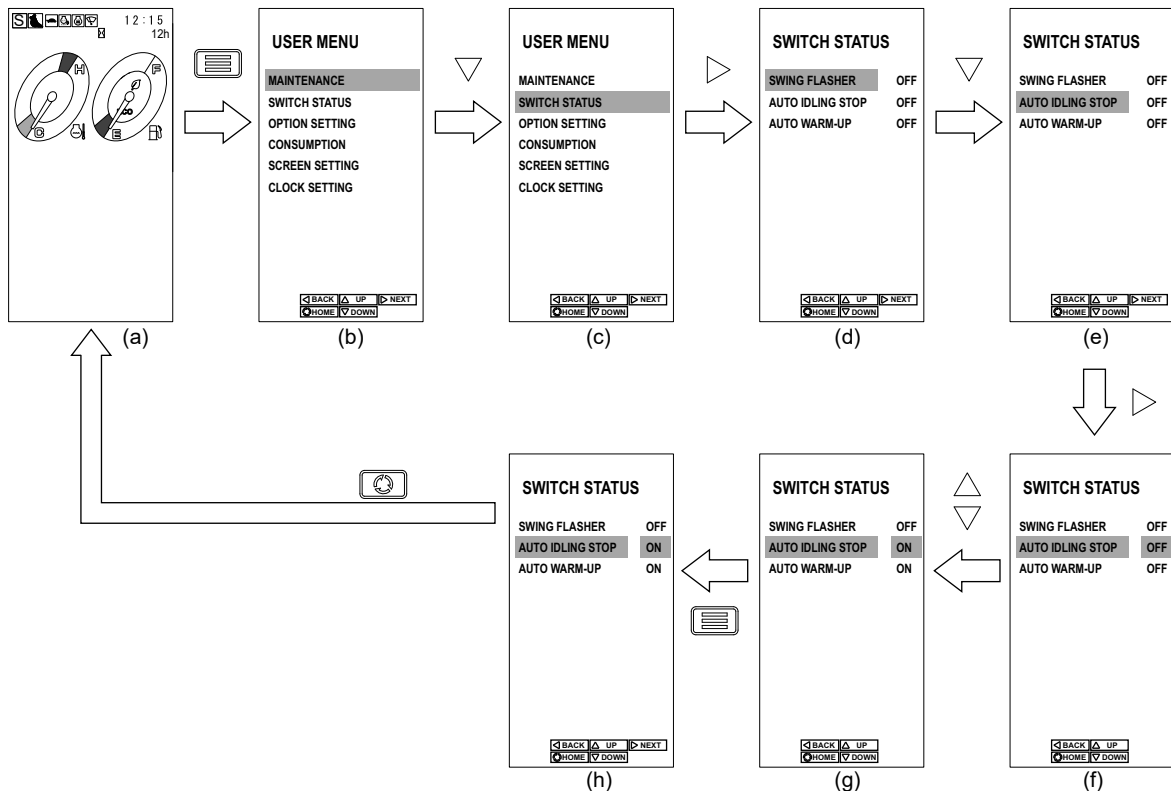 S 12:15
12h
H F
C E
ECO
(a)
USER MENU
MAINTENANCE
SWITCH STATUS
OPTION SETTING
CONSUMPTION
SCREEN SETTING
CLOCK SETTING
BACK UP NEXT
HOME DOWN
(b)
USER MENU
MAINTENANCE
SWITCH STATUS
OPTION SETTING
CONSUMPTION
SCREEN SETTING
CLOCK SETTING
BACK UP NEXT
HOME DOWN
(c)
SWITCH STATUS
SWING FLASHER OFF
AUTO IDLING STOP OFF
AUTO WARM-UP OFF
BACK UP NEXT
HOME DOWN
(d)
SWITCH STATUS
SWING FLASHER OFF
AUTO IDLING STOP OFF
AUTO WARM-UP OFF
BACK UP NEXT
HOME DOWN
(e)
SWITCH STATUS
SWING FLASHER OFF
AUTO IDLING STOP ON
AUTO WARM-UP ON
BACK UP NEXT
HOME DOWN
(h)
SWITCH STATUS
SWING FLASHER OFF
AUTO IDLING STOP ON
AUTO WARM-UP ON
BACK UP
HOME DOWN
(g)
SWITCH STATUS
SWING FLASHER OFF
AUTO IDLING STOP OFF
AUTO WARM-UP OFF
BACK UP
HOME DOWN
(f)